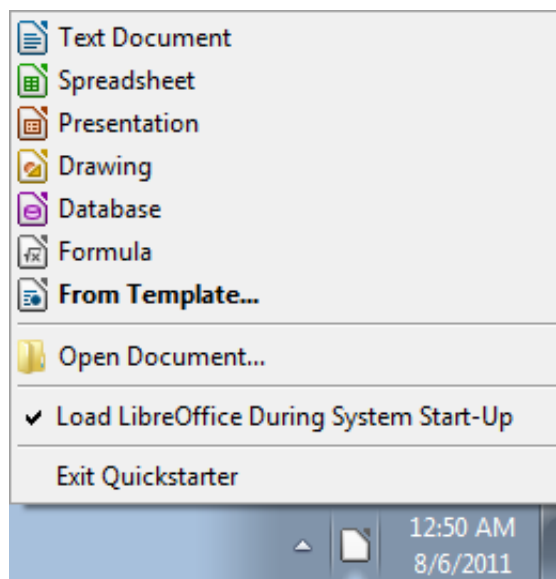 Text Document
Spreadsheet
Presentation
Drawing
Database
Formula
From Template...
Open Document...
Load LibreOffice During System Start-Up
Exit Quickstarter
12:50 AM
8/6/2011